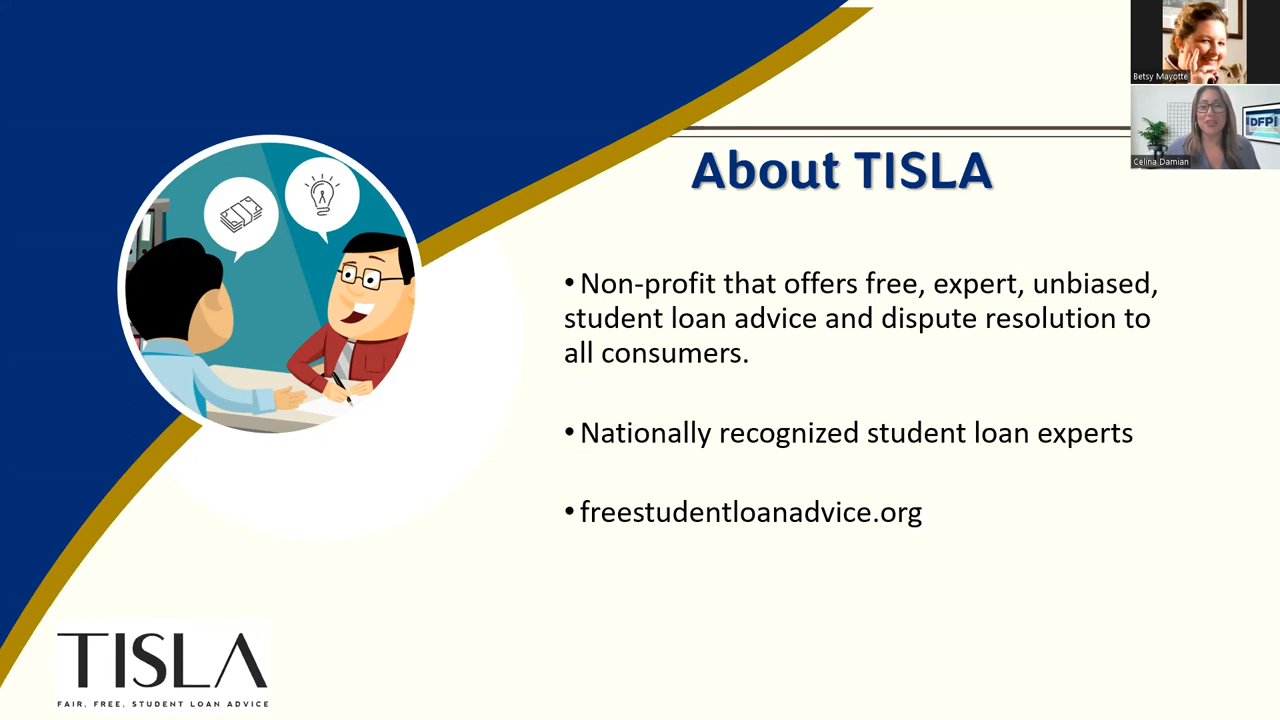 Betsy Mayotte
DFPI
Celina Damian
About TISLA
• Non-profit that offers free, expert, unbiased,
student loan advice and dispute resolution to
all consumers.
• Nationally recognized student loan experts
• freestudentloanadvice.org
TISLA
FAIR, FREE, STUDENT LOAN ADVICE